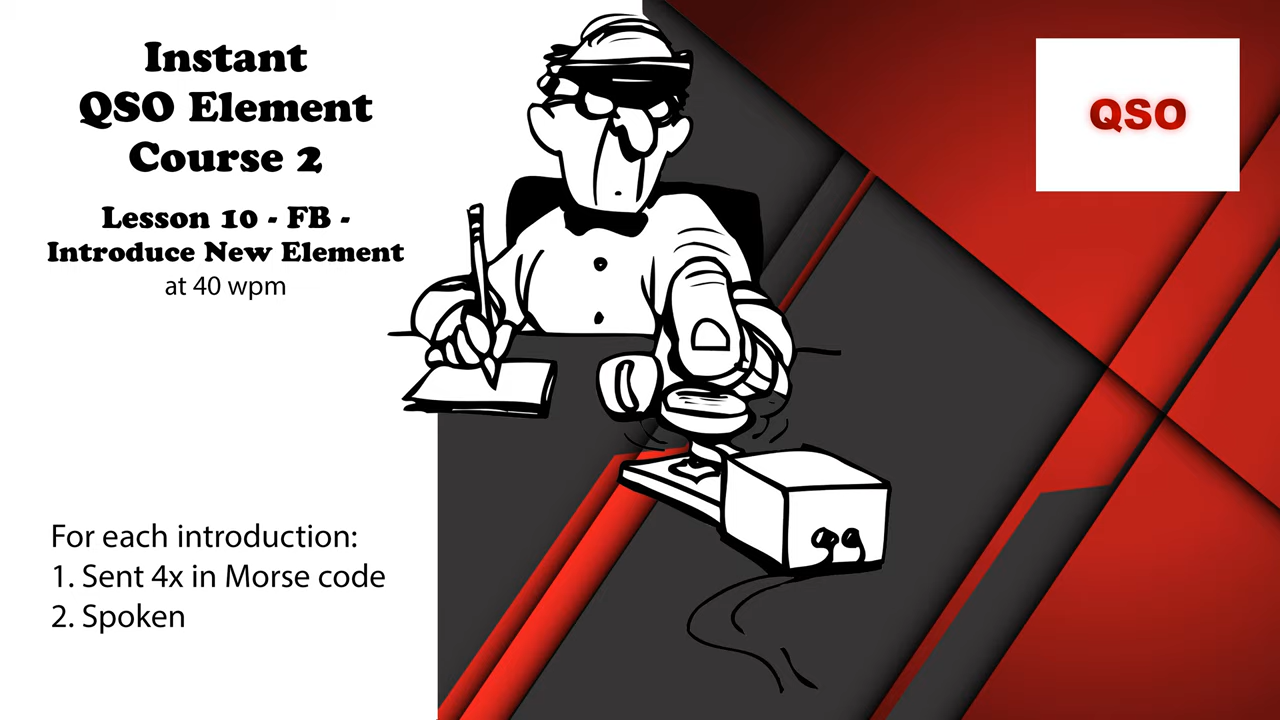 Instant
QSO Element
Course 2
Lesson 10 - FB -
Introduce New Element
at 40 wpm
QSO
For each introduction:
1. Sent 4x in Morse code
2. Spoken